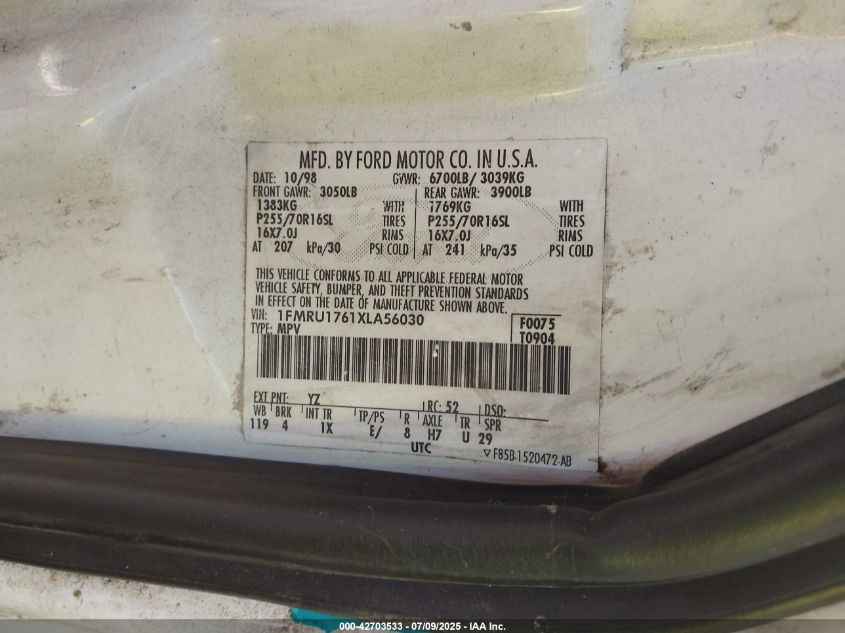 MFD. BY FORD MOTOR CO. IN U.S.A.
DATE: 10/98 GVWR: 6700LB/ 3039KG
FRONT GAWR: 3050LB REAR GAWR: 3900LB
1383KG WITH 1769KG WITH
P255/70R16SL TIRES P255/70R16SL TIRES
16X7.0J RIMS 16X7.0J RIMS
AT 207 kPa/30 PSI COLD AT 241 kPa/35 PSI COLD
THIS VEHICLE CONFORMS TO ALL APPLICABLE FEDERAL MOTOR
VEHICLE SAFETY, BUMPER, AND THEFT PREVENTION STANDARDS
IN EFFECT ON THE DATE OF MANUFACTURE SHOWN ABOVE.
VIN: 1FMRU1761XLA56030 F0075
TYPE: MPV T0904
EXT PNT: YZ RC: 52 DSO:
WB BRK INT TR TP/PS R AXLE TR SPR
119 4 1X E/ 8 H7 U 29
UTC ▽F85B-1520472-AB
000-42703533 - 07/09/2025 - IAA Inc.